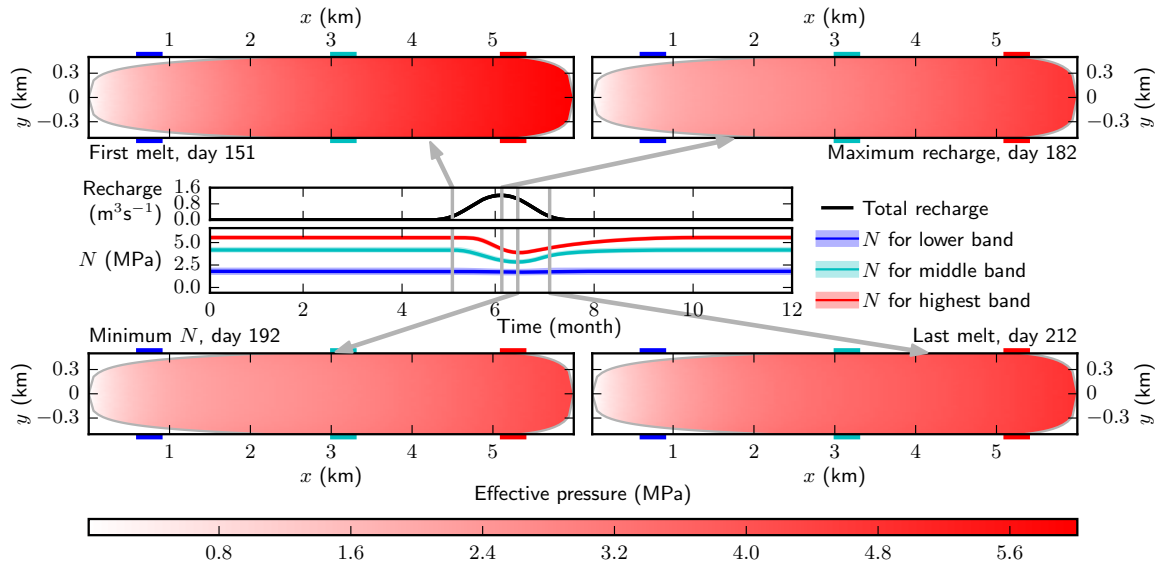 x (km)
x (km)
1 2 3 4 5
1 2 3 4 5
y (km)
0.3
0
−0.3
0.3
0
−0.3
y (km)
First melt, day 151
Maximum recharge, day 182
Recharge
(m³s⁻¹)
1.6
0.8
0.0
N (MPa)
5.0
2.5
0.0
0 2 4 6 8 10 12
Time (month)
Total recharge
N for lower band
N for middle band
N for highest band
Minimum N, day 192
Last melt, day 212
y (km)
0.3
0
−0.3
0.3
0
−0.3
y (km)
1 2 3 4 5
1 2 3 4 5
x (km)
x (km)
Effective pressure (MPa)
0.8 1.6 2.4 3.2 4.0 4.8 5.6